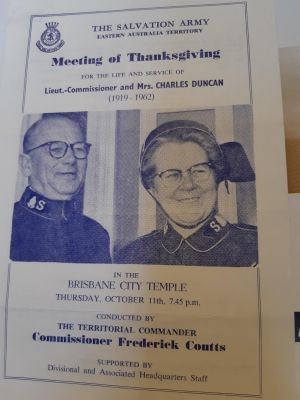 THE SALVATION ARMY
EASTERN AUSTRALIA TERRITORY
Meeting of Thanksgiving
FOR THE LIFE AND SERVICE OF
Lieut.-Commissioner and Mrs. CHARLES DUNCAN
(1919 - 1962)
IN THE
BRISBANE CITY TEMPLE
THURSDAY, OCTOBER 11th, 7.45 p.m.
CONDUCTED BY
THE TERRITORIAL COMMANDER
Commissioner Frederick Coutts
SUPPORTED BY
Divisional and Associated Headquarters Staff